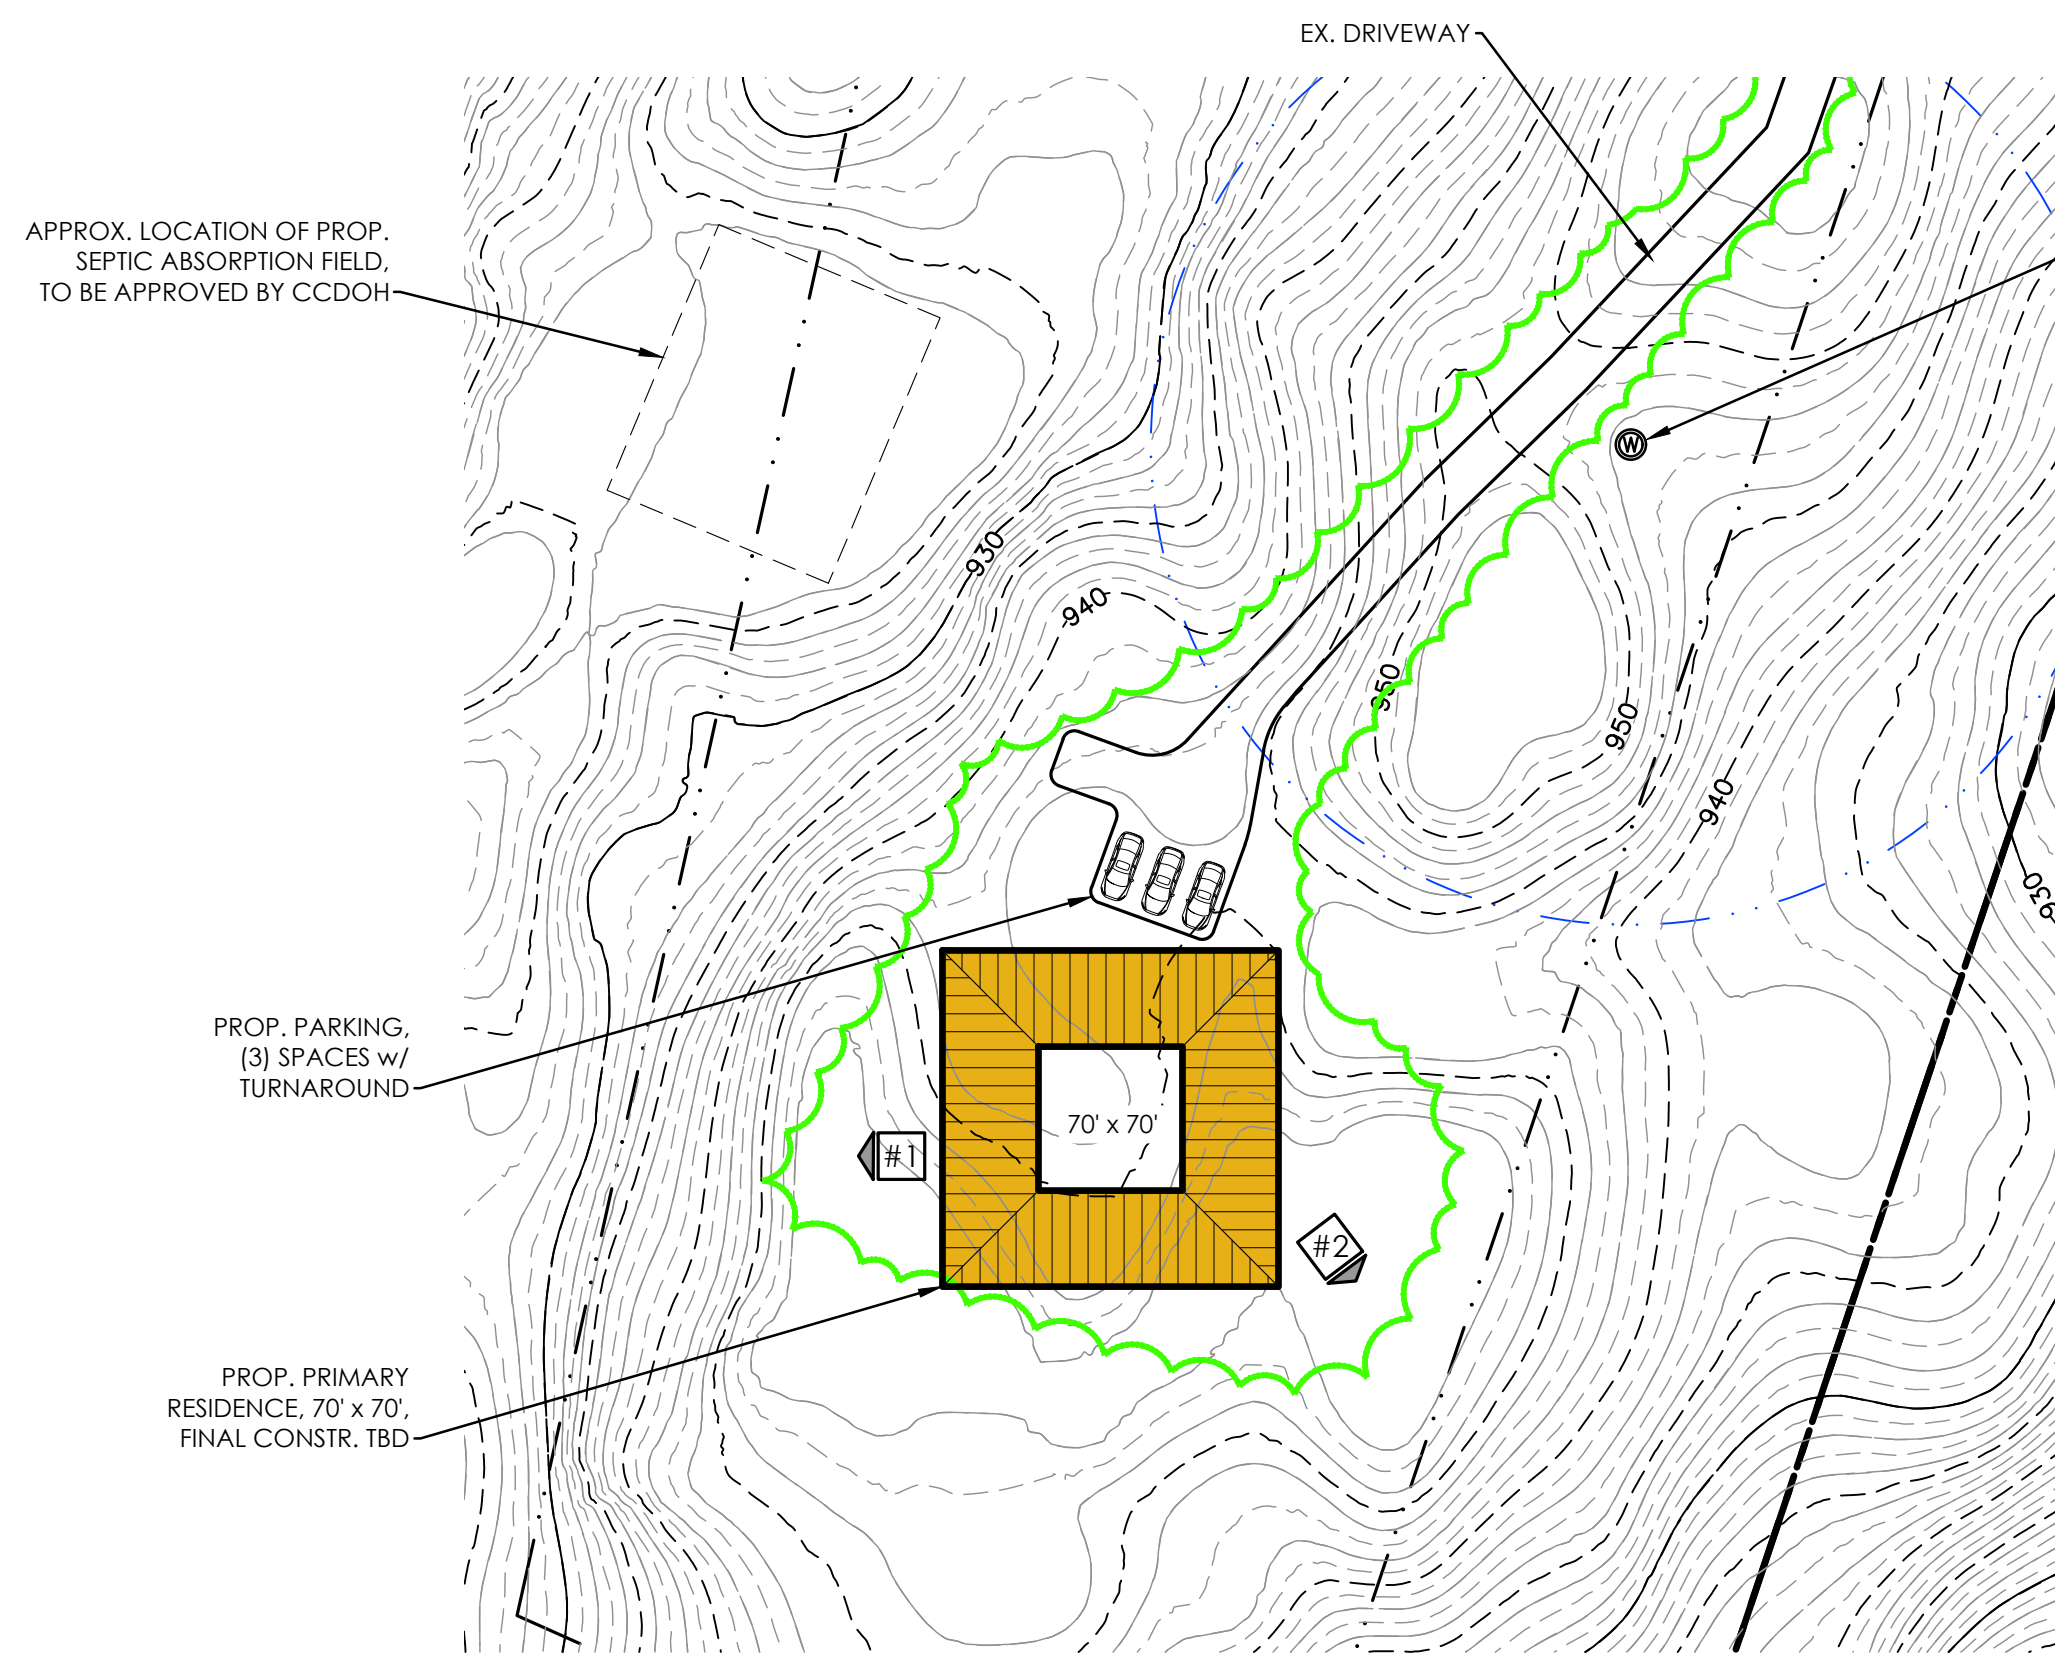 EX. DRIVEWAY
APPROX. LOCATION OF PROP.
SEPTIC ABSORPTION FIELD,
TO BE APPROVED BY CCDOH
W
930
940
950
950
940
930
PROP. PARKING,
(3) SPACES w/
TURNAROUND
70' x 70'
#1
#2
PROP. PRIMARY
RESIDENCE, 70' x 70',
FINAL CONSTR. TBD